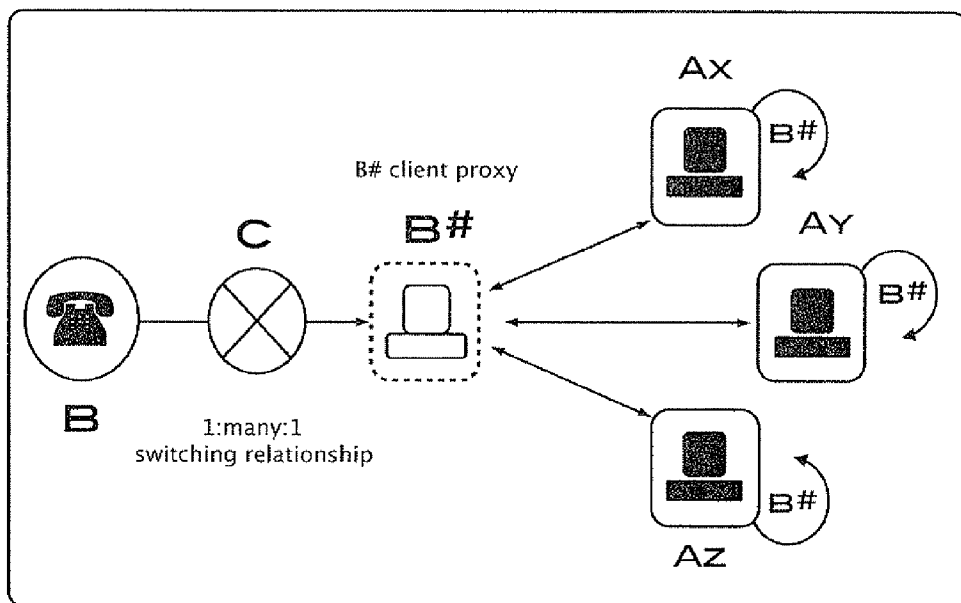 AX
B#
B# client proxy
C
B#
AY
B#
B
1:many:1
switching relationship
B#
AZ